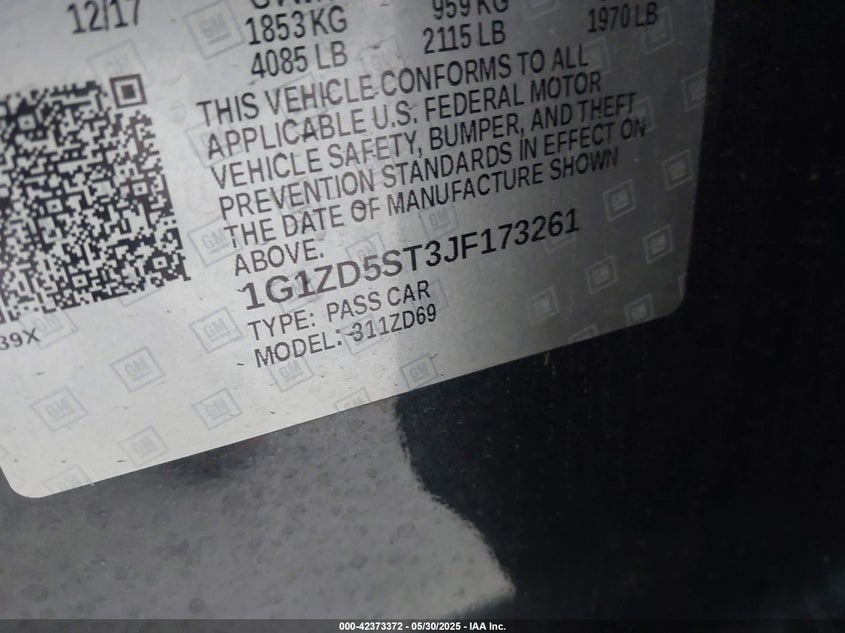 12/17
1853 KG
959 KG
4085 LB
2115 LB
1970 LB
THIS VEHICLE CONFORMS TO ALL
APPLICABLE U.S. FEDERAL MOTOR
VEHICLE SAFETY, BUMPER, AND THEFT
PREVENTION STANDARDS IN EFFECT ON
THE DATE OF MANUFACTURE SHOWN
ABOVE.
1G1ZD5ST3JF173261
TYPE: PASS CAR
MODEL: 311ZD69
39X
GM
000-42373372 - 05/30/2025 - IAA Inc.